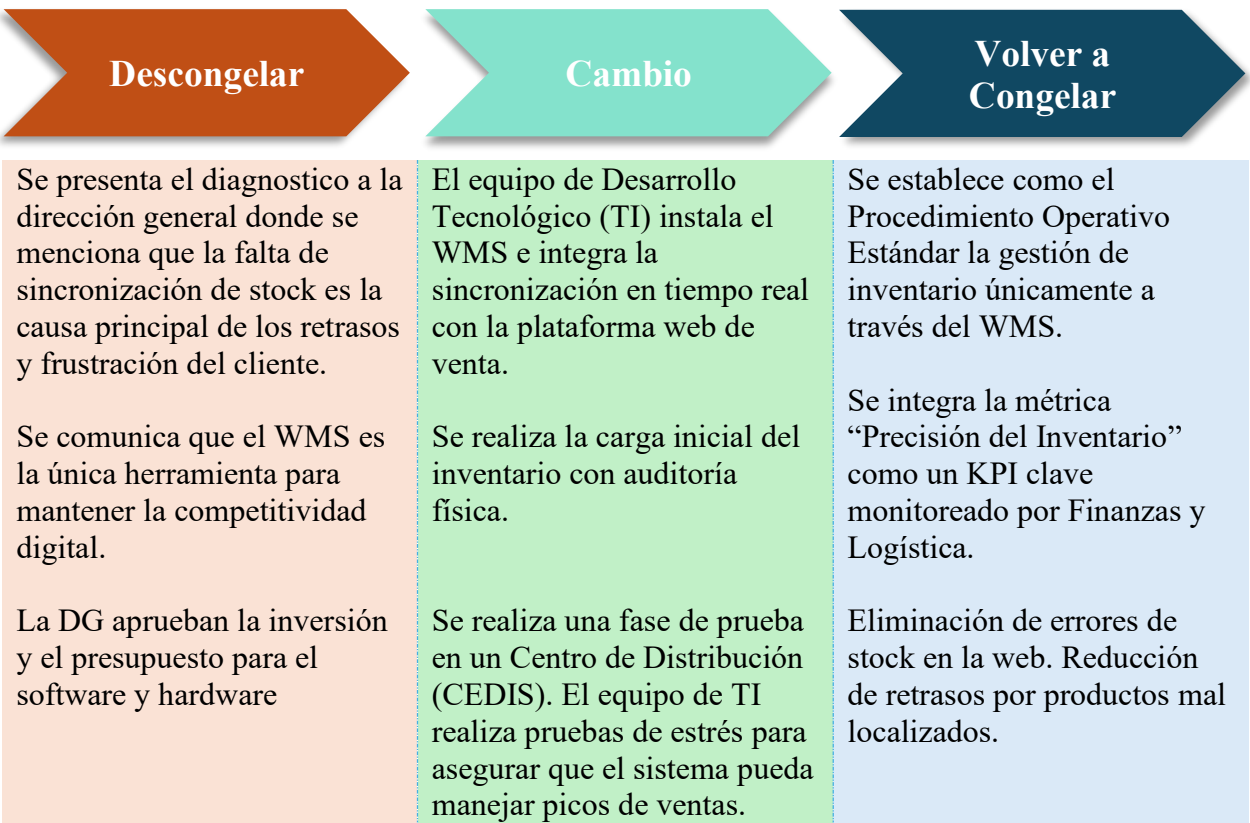 Descongelar
Cambio
Volver a
Congelar
Se presenta el diagnostico a la
dirección general donde se
menciona que la falta de
sincronización de stock es la
causa principal de los retrasos
y frustración del cliente.
Se comunica que el WMS es
la única herramienta para
mantener la competitividad
digital.
La DG aprueban la inversión
y el presupuesto para el
software y hardware
El equipo de Desarrollo
Tecnológico (TI) instala el
WMS e integra la
sincronización en tiempo real
con la plataforma web de
venta.
Se realiza la carga inicial del
inventario con auditoría
física.
Se realiza una fase de prueba
en un Centro de Distribución
(CEDIS). El equipo de TI
realiza pruebas de estrés para
asegurar que el sistema pueda
manejar picos de ventas.
Se establece como el
Procedimiento Operativo
Estándar la gestión de
inventario únicamente a
través del WMS.
Se integra la métrica
“Precisión del Inventario”
como un KPI clave
monitoreado por Finanzas y
Logística.
Eliminación de errores de
stock en la web. Reducción
de retrasos por productos mal
localizados.